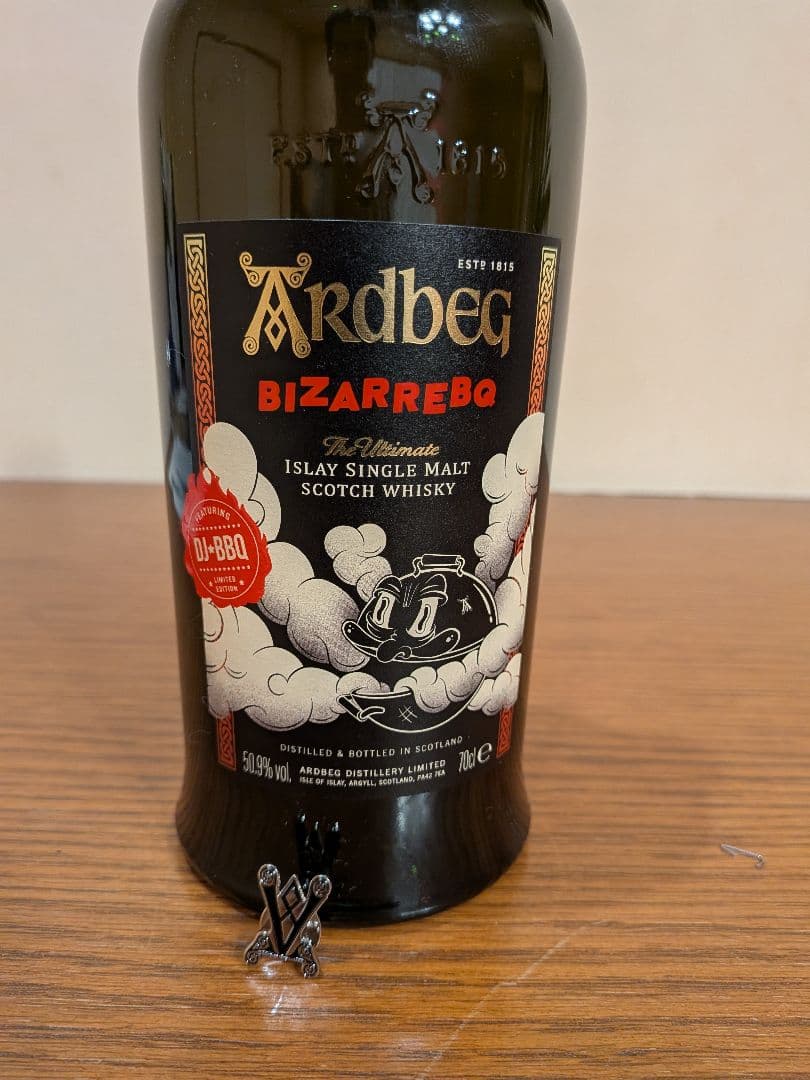 ESTD 1815
ESTD 1815
ARdbEG
BIZARREBQ
The Ultimate
ISLAY SINGLE MALT
SCOTCH WHISKY
FEATURING
DJ★BBQ
LIMITED
EDITION
DISTILLED & BOTTLED IN SCOTLAND
50.9% vol. ARDBEG DISTILLERY LIMITED 70cl ℮
ISLE OF ISLAY, ARGYLL, SCOTLAND, PA42 7EA